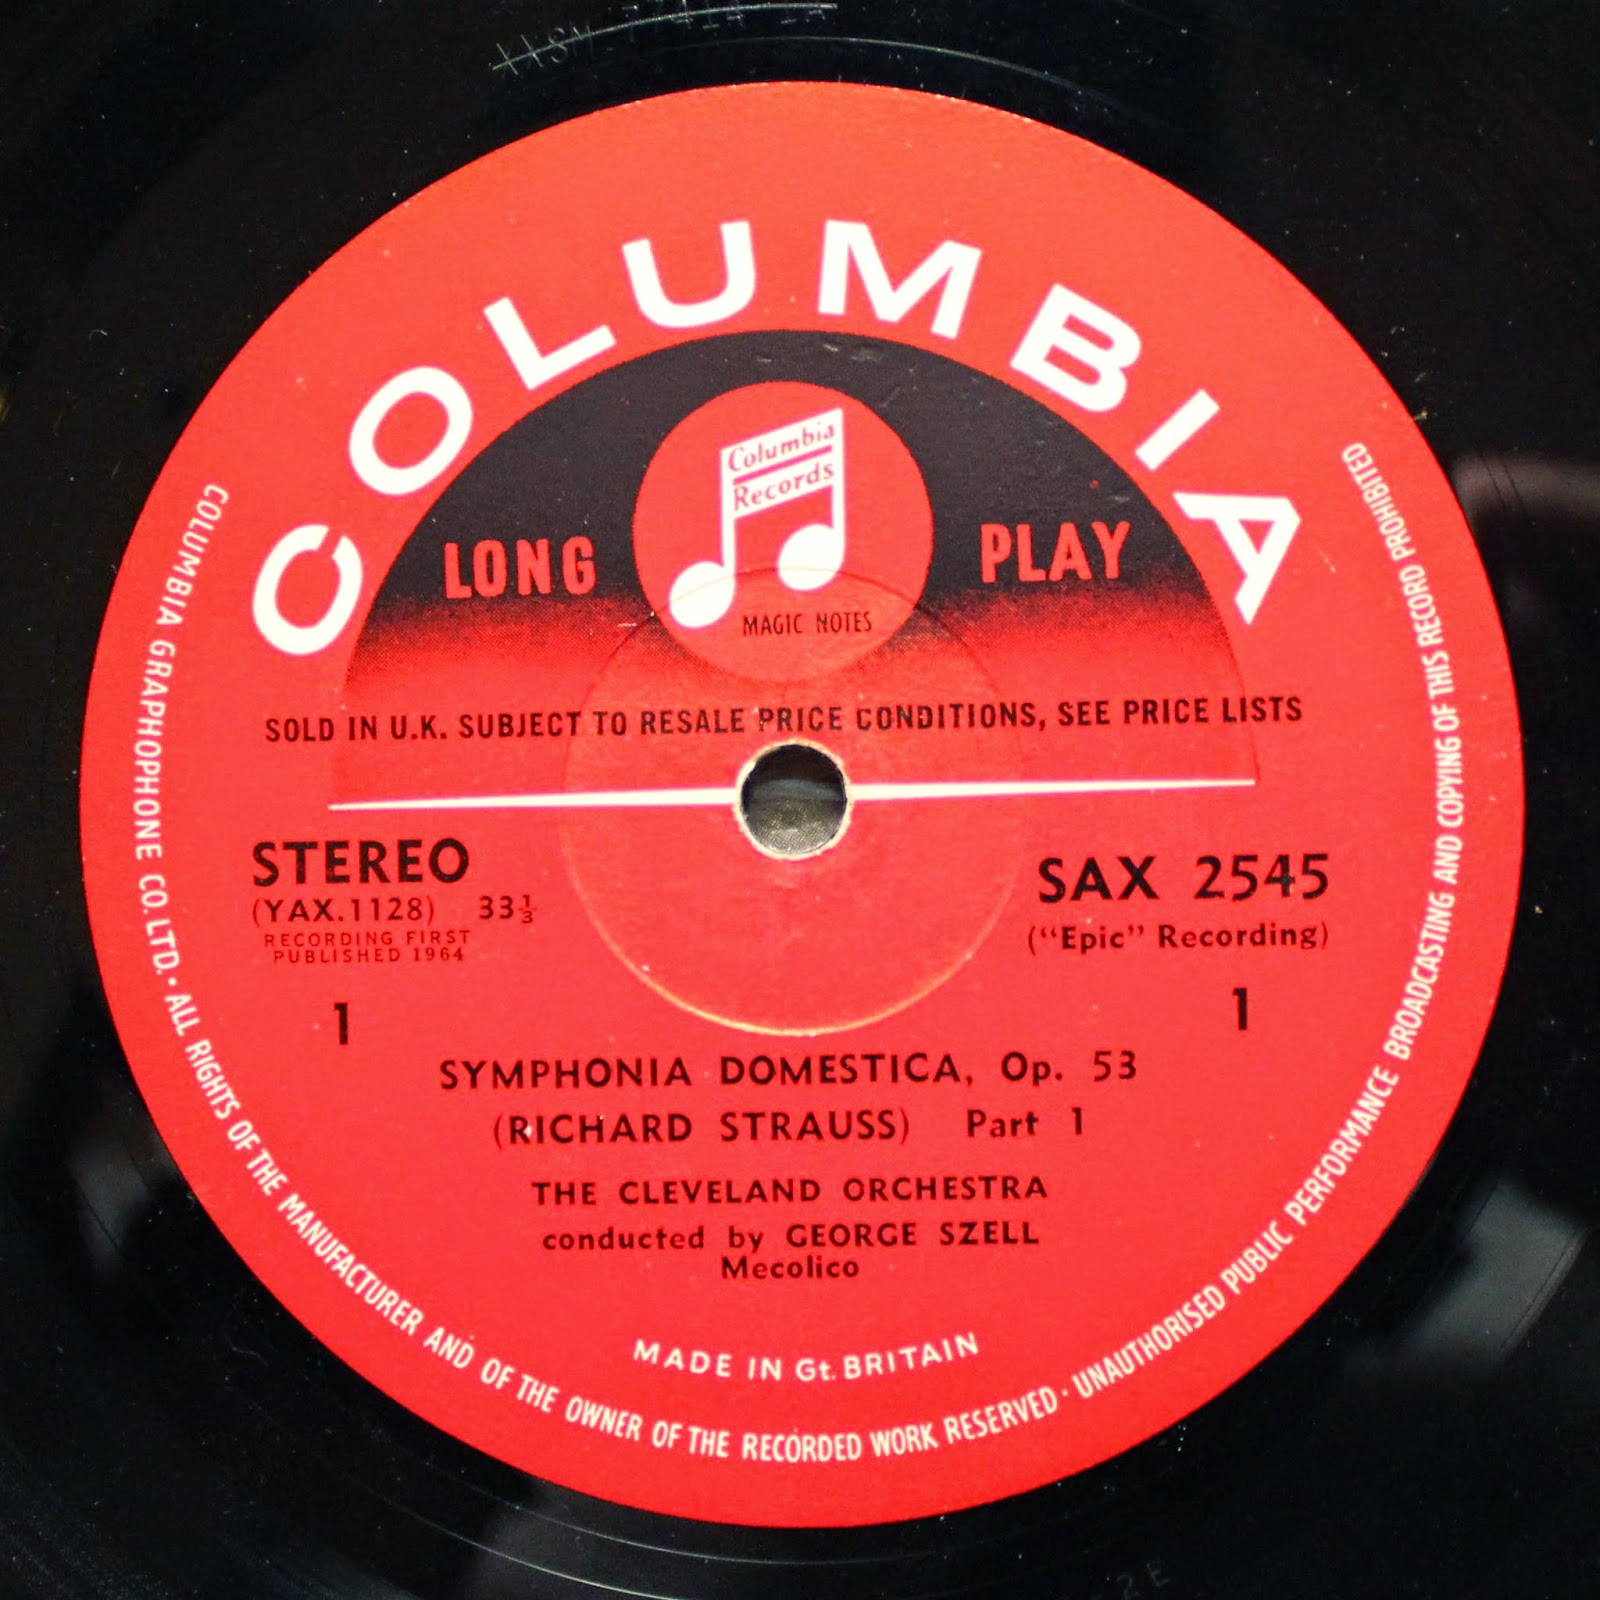 COLUMBIA
Columbia
Records
LONG PLAY
MAGIC NOTES
SOLD IN U.K. SUBJECT TO RESALE PRICE CONDITIONS, SEE PRICE LISTS
STEREO
(YAX.1128) 33⅓
RECORDING FIRST
PUBLISHED 1964
SAX 2545
("Epic" Recording)
1 1
SYMPHONIA DOMESTICA, Op. 53
(RICHARD STRAUSS) Part 1
THE CLEVELAND ORCHESTRA
conducted by GEORGE SZELL
Mecolico
MADE IN Gt. BRITAIN
COLUMBIA GRAPHOPHONE CO. LTD. · ALL RIGHTS OF THE MANUFACTURER AND OF THE OWNER OF THE RECORDED WORK RESERVED · UNAUTHORISED PUBLIC PERFORMANCE BROADCASTING AND COPYING OF THIS RECORD PROHIBITED